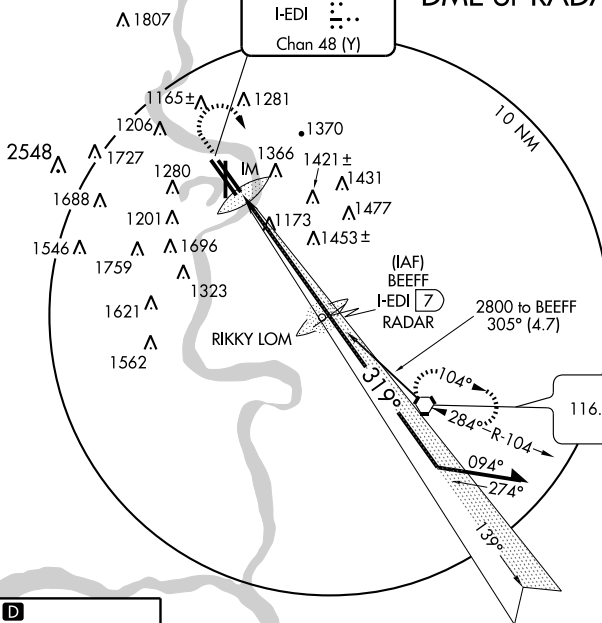 DME or RADA
I-EDI
Chan 48 (Y)
1807
1165±
1281
10 NM
1206
1370
2548
1727
IM
1366
1421±
1280
1431
1688
1201
1173
1477
1546
1696
1453±
1759
1323
(IAF)
BEEFF
I-EDI 7
RADAR
1621
2800 to BEEFF
305° (4.7)
RIKKY LOM
1562
319°
104°
116.
284°
R-104
094°
274°
139°
D